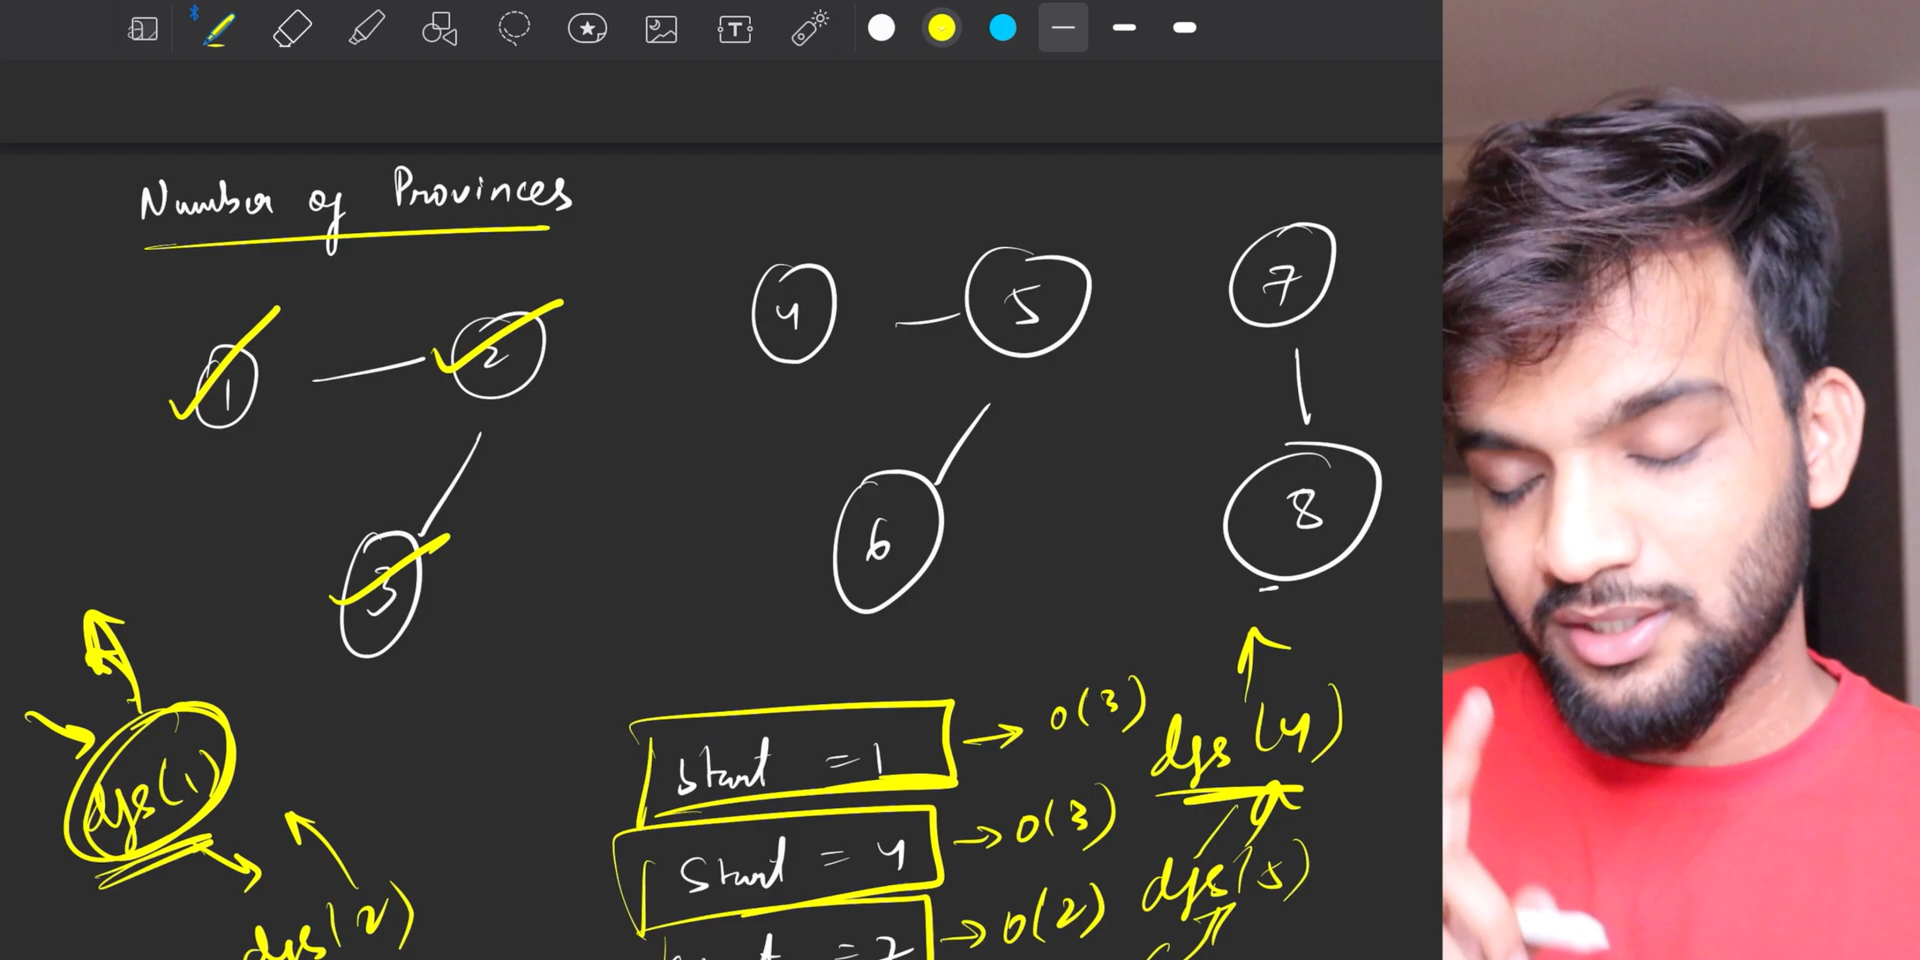 Number of Provinces
1
2
3
4
5
6
7
8
dfs(1)
dfs(2)
Start = 1 → O(3)
Start = 4 → O(3)
= 7 → O(2)
dfs(4)
dfs(5)
T